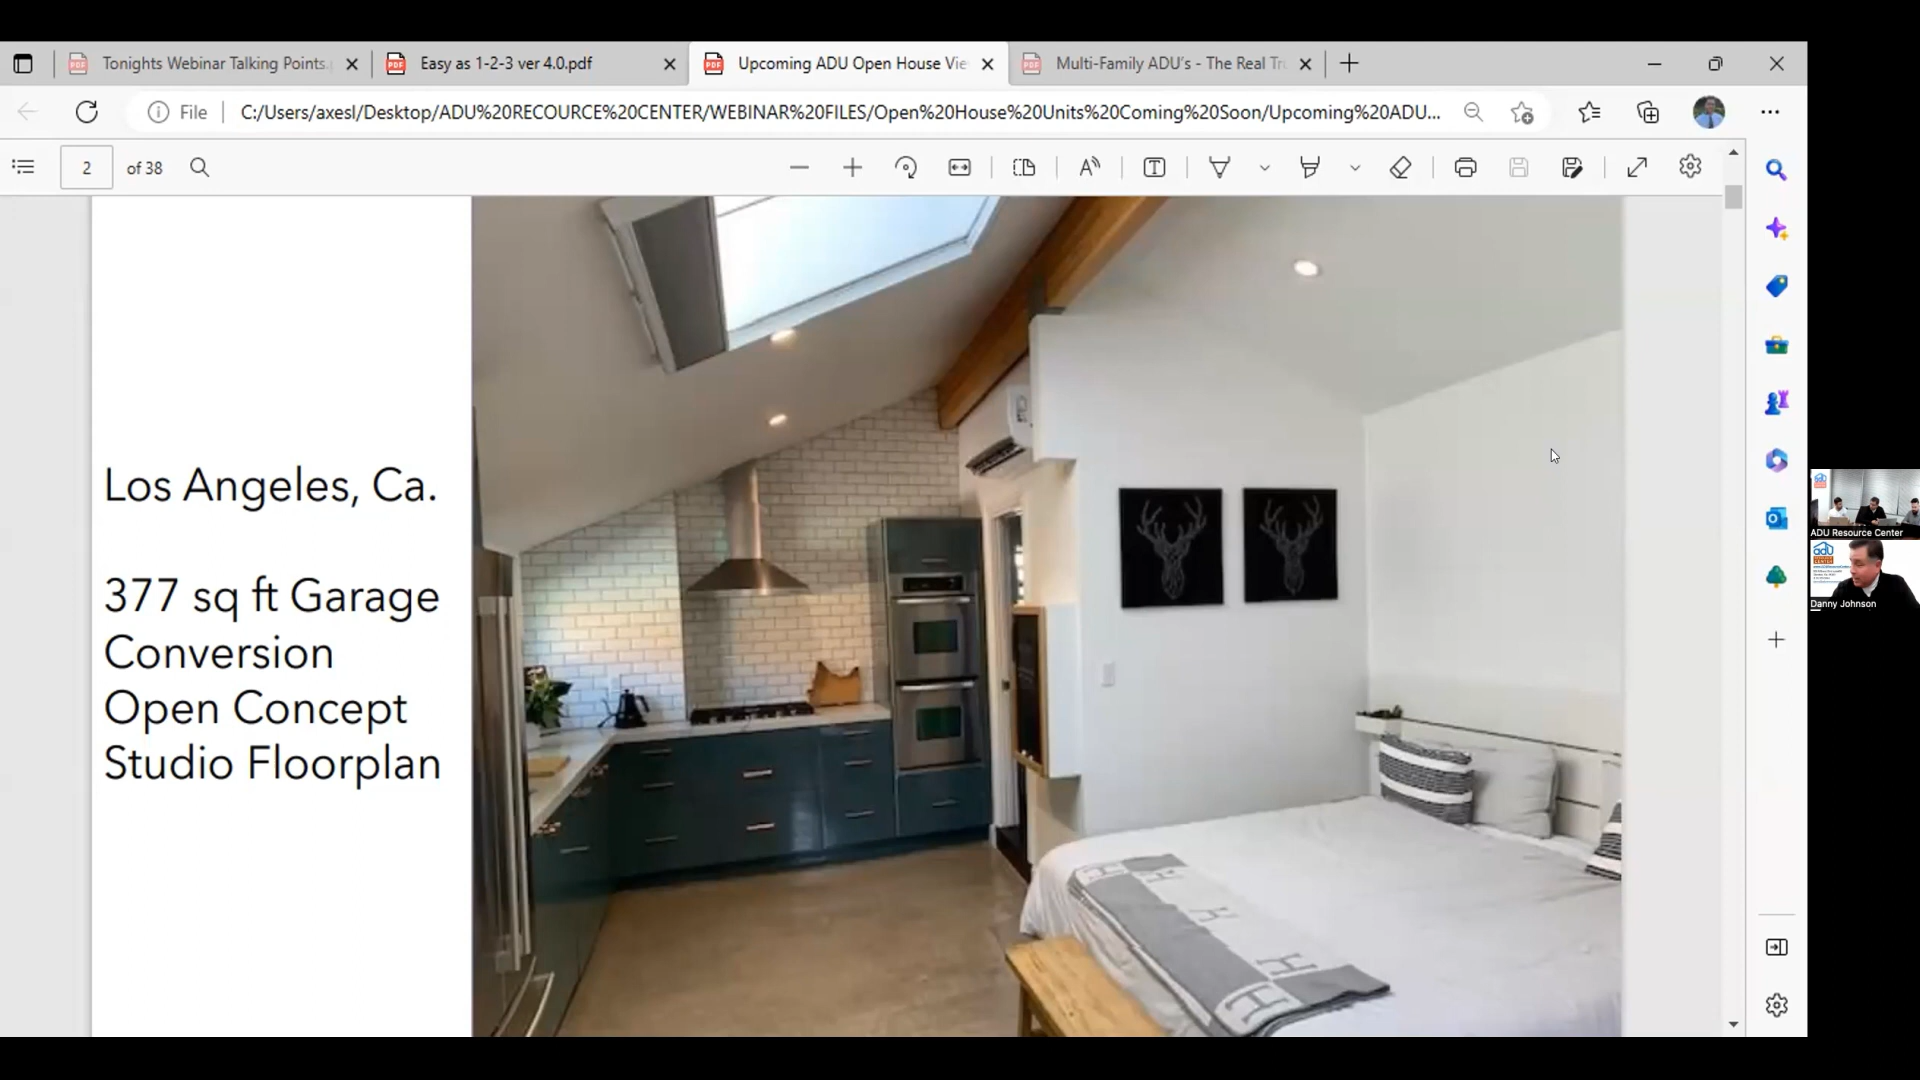 Tonights Webinar Talking Points.
Easy as 1-2-3 ver 4.0.pdf
Upcoming ADU Open House Vie
Multi-Family ADU's - The Real Tr
File
C:/Users/axesl/Desktop/ADU%20RECOURCE%20CENTER/WEBINAR%20FILES/Open%20House%20Units%20Coming%20Soon/Upcoming%20ADU...
2 of 38
Los Angeles, Ca.
377 sq ft Garage
Conversion
Open Concept
Studio Floorplan
H H H H H
ADU Resource Center
adU
Danny Johnson